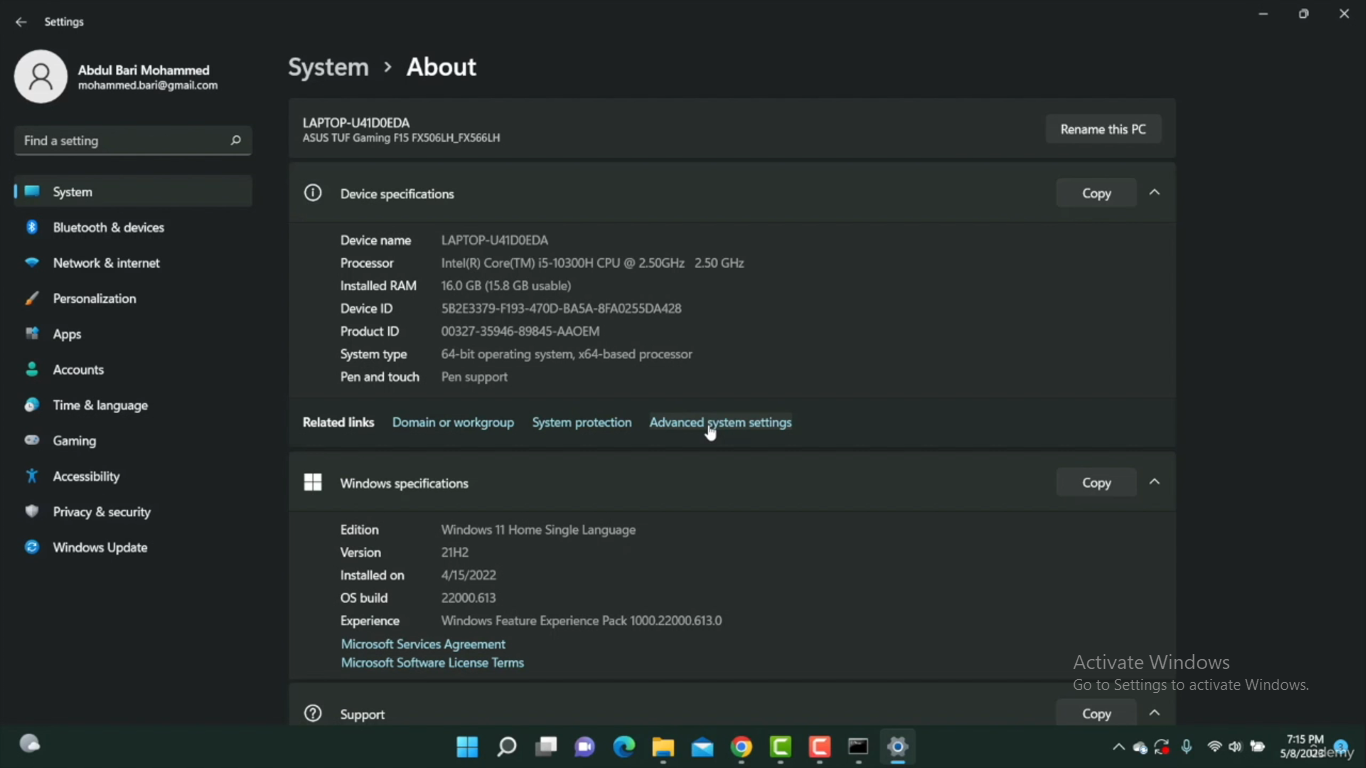 Settings
Abdul Bari Mohammed
mohammed.bari@gmail.com
Find a setting
System
Bluetooth & devices
Network & internet
Personalization
Apps
Accounts
Time & language
Gaming
Accessibility
Privacy & security
Windows Update
System > About
LAPTOP-U41D0EDA
ASUS TUF Gaming F15 FX506LH_FX566LH
Rename this PC
Device specifications
Copy
Device name LAPTOP-U41D0EDA
Processor Intel(R) Core(TM) i5-10300H CPU @ 2.50GHz 2.50 GHz
Installed RAM 16.0 GB (15.8 GB usable)
Device ID 5B2E3379-F193-470D-BA5A-8FA0255DA428
Product ID 00327-35946-89845-AAOEM
System type 64-bit operating system, x64-based processor
Pen and touch Pen support
Related links Domain or workgroup System protection Advanced system settings
Windows specifications
Copy
Edition Windows 11 Home Single Language
Version 21H2
Installed on 4/15/2022
OS build 22000.613
Experience Windows Feature Experience Pack 1000.22000.613.0
Microsoft Services Agreement
Microsoft Software License Terms
Support
Copy
Activate Windows
Go to Settings to activate Windows.
7:15 PM
5/8/2023